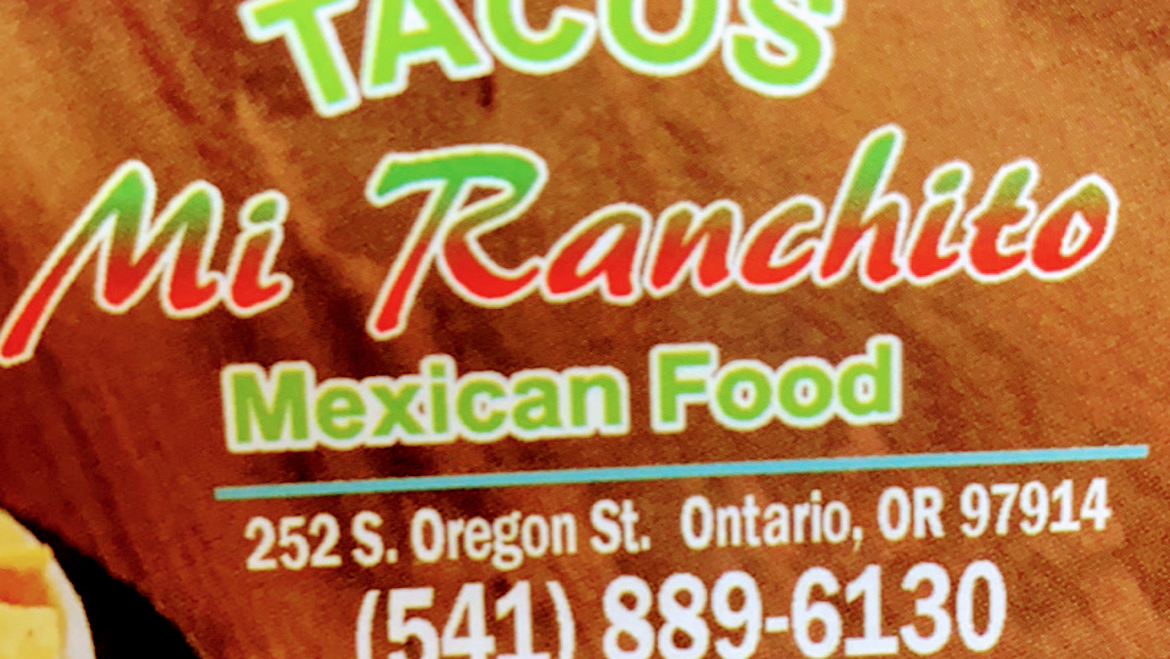 TACOS
Mi Ranchito
Mexican Food
252 S. Oregon St. Ontario, OR 97914
(541) 889-6130